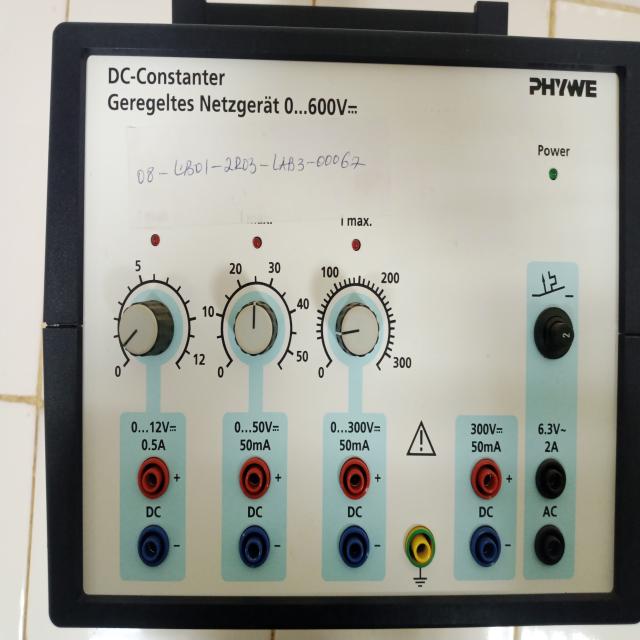 DC-Constanter
PHYWE
Geregeltes Netzgerät 0...600V⎓
Power
08-LB01-2R03-LAB3-00067
I max.
5
20 30
100 200
10 40
0 12
0 50
0 300
2
0...12V⎓
0.5A
0...50V⎓
50mA
0...300V⎓
50mA
300V⎓
50mA
6.3V~
2A
+ + + +
DC DC DC DC AC
– – – –